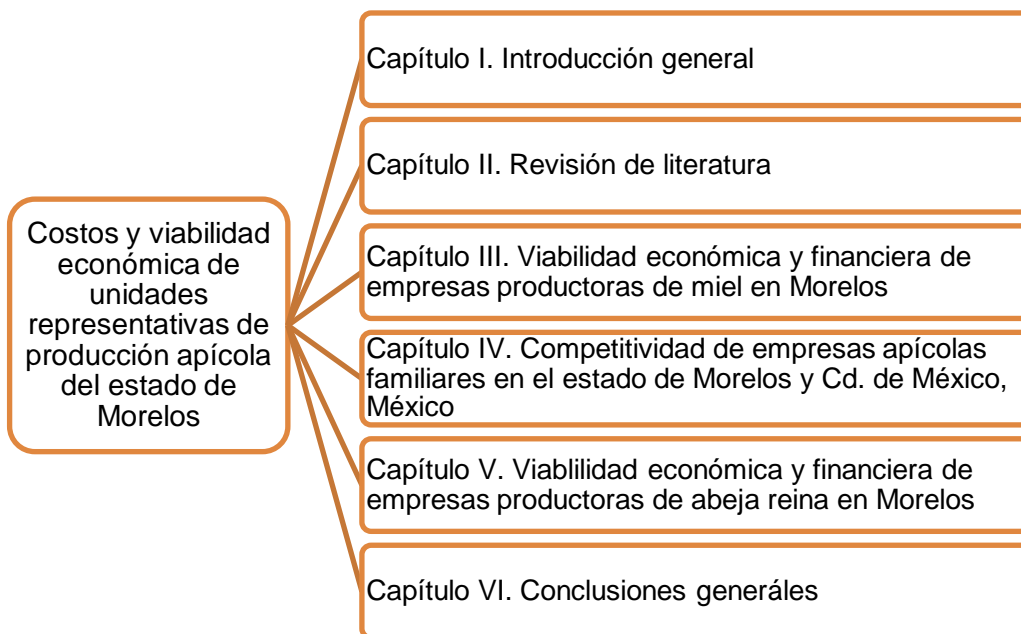 Costos y viabilidad
económica de
unidades
representativas de
producción apícola
del estado de
Morelos
Capítulo I. Introducción general
Capítulo II. Revisión de literatura
Capítulo III. Viabilidad económica y financiera de
empresas productoras de miel en Morelos
Capítulo IV. Competitividad de empresas apícolas
familiares en el estado de Morelos y Cd. de México,
México
Capítulo V. Viablilidad económica y financiera de
empresas productoras de abeja reina en Morelos
Capítulo VI. Conclusiones generáles